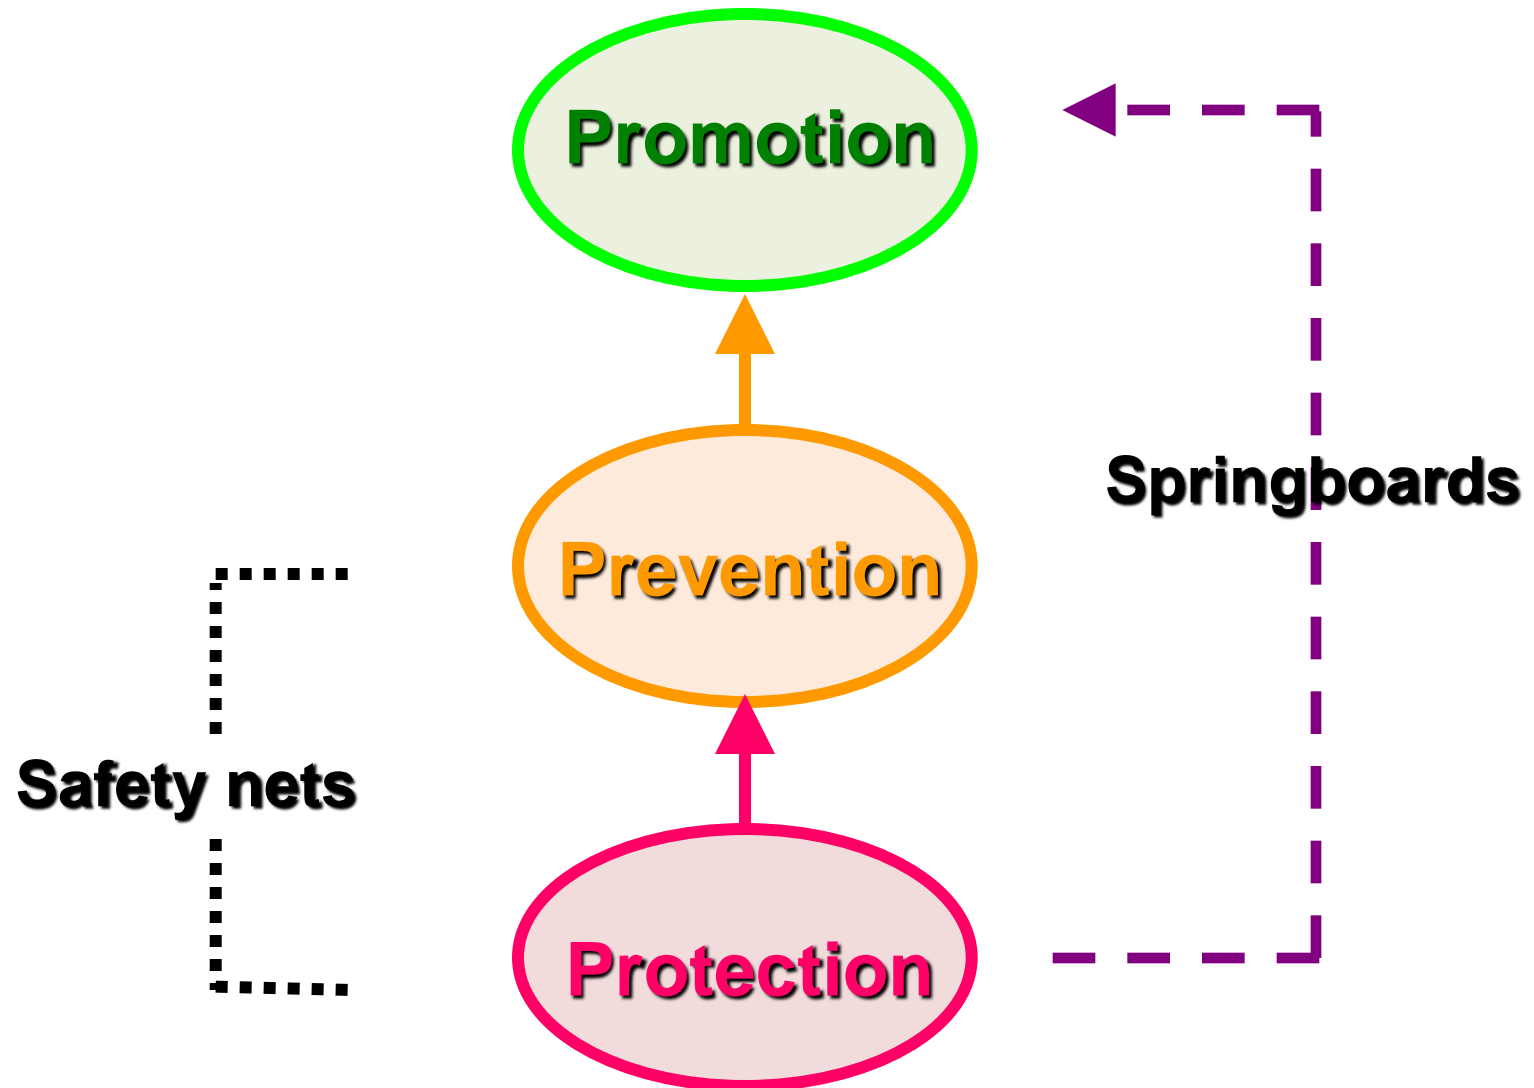 Promotion
Springboards
Prevention
Safety nets
Protection